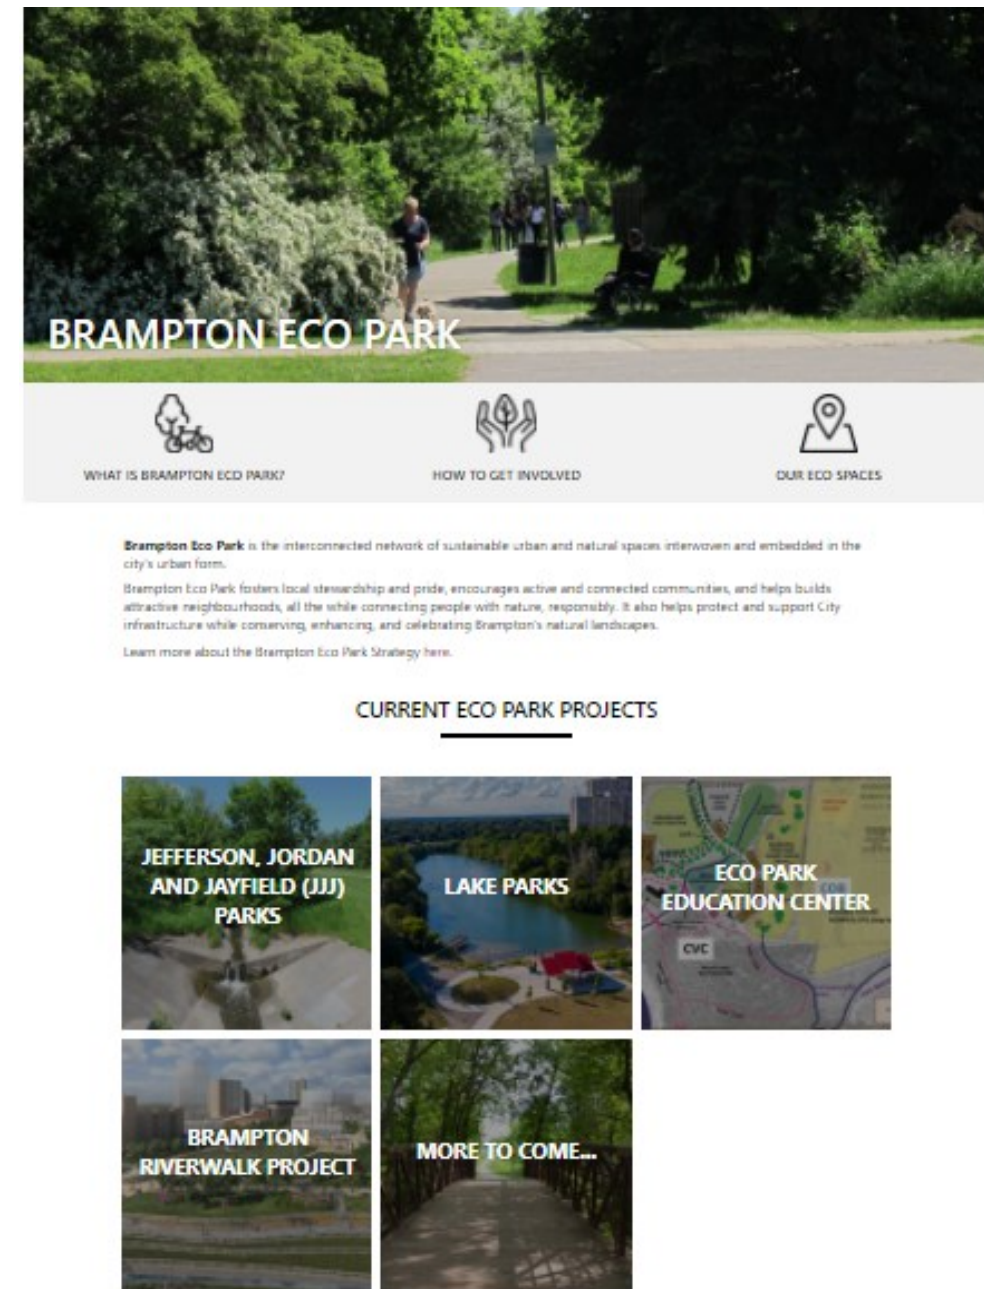 BRAMPTON ECO PARK
WHAT IS BRAMPTON ECO PARK?
HOW TO GET INVOLVED
OUR ECO SPACES
Brampton Eco Park is the interconnected network of sustainable urban and natural spaces interwoven and embedded in the
city's urban form.
Brampton Eco Park fosters local stewardship and pride, encourages active and connected communities, and helps builds
attractive neighbourhoods, all the while connecting people with nature, responsibly. It also helps protect and support City
infrastructure while conserving, enhancing, and celebrating Brampton's natural landscapes.
Learn more about the Brampton Eco Park Strategy here.
CURRENT ECO PARK PROJECTS
JEFFERSON, JORDAN
AND JAYFIELD (JJJ)
PARKS
LAKE PARKS
ECO PARK
EDUCATION CENTER
CVC
BRAMPTON
RIVERWALK PROJECT
MORE TO COME...